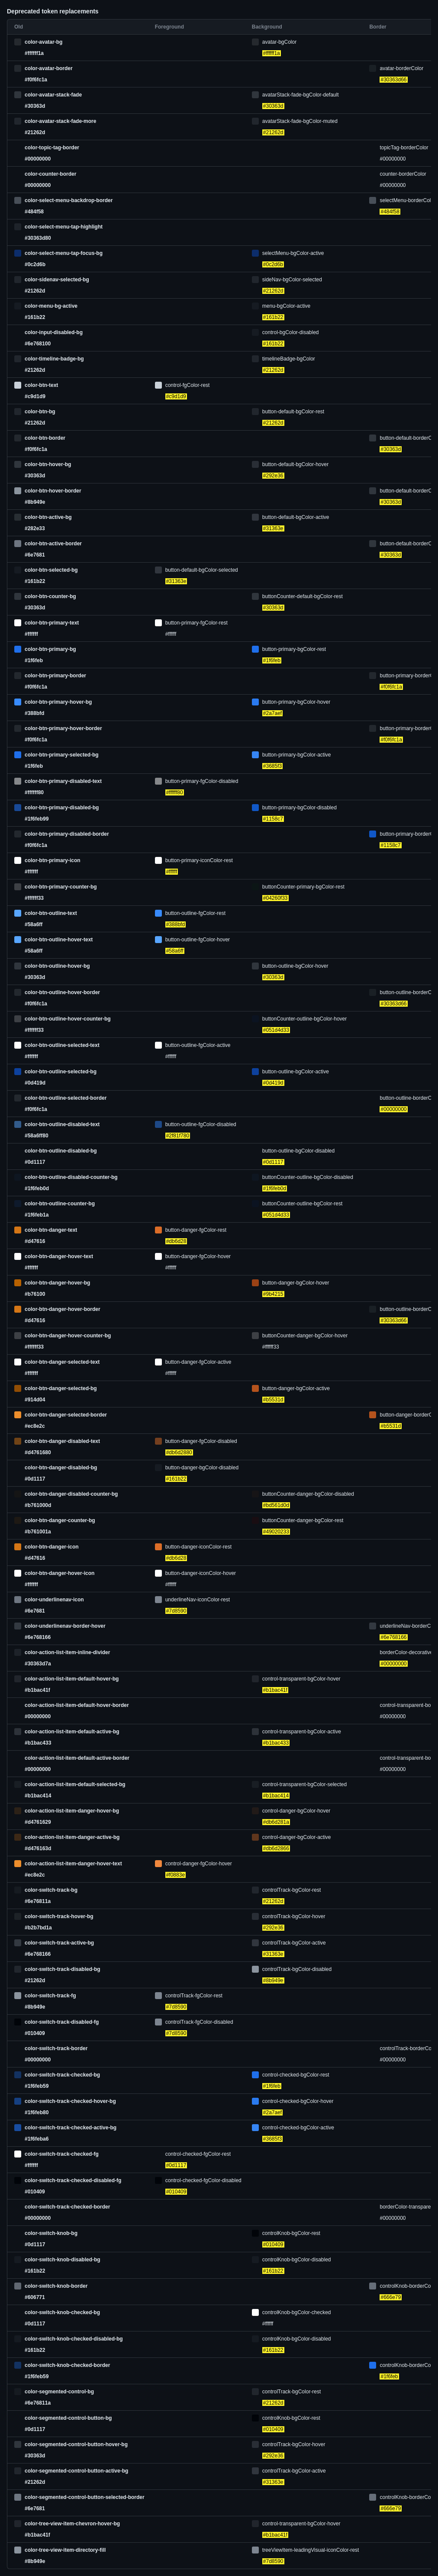 Deprecated token replacements
Old Foreground Background Border
color-avatar-bg avatar-bgColor
#ffffff1a #ffffff1a
color-avatar-border avatar-borderColor
#f0f6fc1a #30363d66
color-avatar-stack-fade avatarStack-fade-bgColor-default
#30363d #30363d
color-avatar-stack-fade-more avatarStack-fade-bgColor-muted
#21262d #21262d
color-topic-tag-border topicTag-borderColor
#00000000 #00000000
color-counter-border counter-borderColor
#00000000 #00000000
color-select-menu-backdrop-border selectMenu-borderCol
#484f58 #484f58
color-select-menu-tap-highlight
#30363d80
color-select-menu-tap-focus-bg selectMenu-bgColor-active
#0c2d6b #0c2d6b
color-sidenav-selected-bg sideNav-bgColor-selected
#21262d #21262d
color-menu-bg-active menu-bgColor-active
#161b22 #161b22
color-input-disabled-bg control-bgColor-disabled
#6e768100 #161b22
color-timeline-badge-bg timelineBadge-bgColor
#21262d #21262d
color-btn-text control-fgColor-rest
#c9d1d9 #c9d1d9
color-btn-bg button-default-bgColor-rest
#21262d #21262d
color-btn-border button-default-borderC
#f0f6fc1a #30363d
color-btn-hover-bg button-default-bgColor-hover
#30363d #292e36
color-btn-hover-border button-default-borderC
#8b949e #30363d
color-btn-active-bg button-default-bgColor-active
#282e33 #31363e
color-btn-active-border button-default-borderC
#6e7681 #30363d
color-btn-selected-bg button-default-bgColor-selected
#161b22 #31363e
color-btn-counter-bg buttonCounter-default-bgColor-rest
#30363d #30363d
color-btn-primary-text button-primary-fgColor-rest
#ffffff #ffffff
color-btn-primary-bg button-primary-bgColor-rest
#1f6feb #1f6feb
color-btn-primary-border button-primary-border
#f0f6fc1a #f0f6fc1a
color-btn-primary-hover-bg button-primary-bgColor-hover
#388bfd #2a7aef
color-btn-primary-hover-border button-primary-border
#f0f6fc1a #f0f6fc1a
color-btn-primary-selected-bg button-primary-bgColor-active
#1f6feb #3685f3
color-btn-primary-disabled-text button-primary-fgColor-disabled
#ffffff80 #ffffff80
color-btn-primary-disabled-bg button-primary-bgColor-disabled
#1f6feb99 #1158c7
color-btn-primary-disabled-border button-primary-border
#f0f6fc1a #1158c7
color-btn-primary-icon button-primary-iconColor-rest
#ffffff #ffffff
color-btn-primary-counter-bg buttonCounter-primary-bgColor-rest
#ffffff33 #04260f33
color-btn-outline-text button-outline-fgColor-rest
#58a6ff #388bfd
color-btn-outline-hover-text button-outline-fgColor-hover
#58a6ff #58a6ff
color-btn-outline-hover-bg button-outline-bgColor-hover
#30363d #30363d
color-btn-outline-hover-border button-outline-borderC
#f0f6fc1a #30363d66
color-btn-outline-hover-counter-bg buttonCounter-outline-bgColor-hover
#ffffff33 #051d4d33
color-btn-outline-selected-text button-outline-fgColor-active
#ffffff #ffffff
color-btn-outline-selected-bg button-outline-bgColor-active
#0d419d #0d419d
color-btn-outline-selected-border button-outline-borderC
#f0f6fc1a #00000000
color-btn-outline-disabled-text button-outline-fgColor-disabled
#58a6ff80 #2f81f780
color-btn-outline-disabled-bg button-outline-bgColor-disabled
#0d1117 #0d1117
color-btn-outline-disabled-counter-bg buttonCounter-outline-bgColor-disabled
#1f6feb0d #1f6feb0d
color-btn-outline-counter-bg buttonCounter-outline-bgColor-rest
#1f6feb1a #051d4d33
color-btn-danger-text button-danger-fgColor-rest
#d47616 #db6d28
color-btn-danger-hover-text button-danger-fgColor-hover
#ffffff #ffffff
color-btn-danger-hover-bg button-danger-bgColor-hover
#b76100 #9b4215
color-btn-danger-hover-border button-outline-borderC
#d47616 #30363d66
color-btn-danger-hover-counter-bg buttonCounter-danger-bgColor-hover
#ffffff33 #ffffff33
color-btn-danger-selected-text button-danger-fgColor-active
#ffffff #ffffff
color-btn-danger-selected-bg button-danger-bgColor-active
#914d04 #b5531d
color-btn-danger-selected-border button-danger-borderC
#ec8e2c #b5531d
color-btn-danger-disabled-text button-danger-fgColor-disabled
#d4761680 #db6d2880
color-btn-danger-disabled-bg button-danger-bgColor-disabled
#0d1117 #161b22
color-btn-danger-disabled-counter-bg buttonCounter-danger-bgColor-disabled
#b761000d #bd561d0d
color-btn-danger-counter-bg buttonCounter-danger-bgColor-rest
#b761001a #49020233
color-btn-danger-icon button-danger-iconColor-rest
#d47616 #db6d28
color-btn-danger-hover-icon button-danger-iconColor-hover
#ffffff #ffffff
color-underlinenav-icon underlineNav-iconColor-rest
#6e7681 #7d8590
color-underlinenav-border-hover underlineNav-borderC
#6e768166 #6e768166
color-action-list-item-inline-divider borderColor-decorative
#30363d7a #00000000
color-action-list-item-default-hover-bg control-transparent-bgColor-hover
#b1bac41f #b1bac41f
color-action-list-item-default-hover-border control-transparent-bo
#00000000 #00000000
color-action-list-item-default-active-bg control-transparent-bgColor-active
#b1bac433 #b1bac433
color-action-list-item-default-active-border control-transparent-bo
#00000000 #00000000
color-action-list-item-default-selected-bg control-transparent-bgColor-selected
#b1bac414 #b1bac414
color-action-list-item-danger-hover-bg control-danger-bgColor-hover
#d4761629 #db6d281a
color-action-list-item-danger-active-bg control-danger-bgColor-active
#d476163d #db6d2866
color-action-list-item-danger-hover-text control-danger-fgColor-hover
#ec8e2c #f0883e
color-switch-track-bg controlTrack-bgColor-rest
#6e76811a #21262d
color-switch-track-hover-bg controlTrack-bgColor-hover
#b2b7bd1a #292e36
color-switch-track-active-bg controlTrack-bgColor-active
#6e768166 #31363e
color-switch-track-disabled-bg controlTrack-bgColor-disabled
#21262d #8b949e
color-switch-track-fg controlTrack-fgColor-rest
#8b949e #7d8590
color-switch-track-disabled-fg controlTrack-fgColor-disabled
#010409 #7d8590
color-switch-track-border controlTrack-borderCo
#00000000 #00000000
color-switch-track-checked-bg control-checked-bgColor-rest
#1f6feb59 #1f6feb
color-switch-track-checked-hover-bg control-checked-bgColor-hover
#1f6feb80 #2a7aef
color-switch-track-checked-active-bg control-checked-bgColor-active
#1f6feba6 #3685f3
color-switch-track-checked-fg control-checked-fgColor-rest
#ffffff #0d1117
color-switch-track-checked-disabled-fg control-checked-fgColor-disabled
#010409 #010409
color-switch-track-checked-border borderColor-transpare
#00000000 #00000000
color-switch-knob-bg controlKnob-bgColor-rest
#0d1117 #010409
color-switch-knob-disabled-bg controlKnob-bgColor-disabled
#161b22 #161b22
color-switch-knob-border controlKnob-borderCo
#606771 #666e79
color-switch-knob-checked-bg controlKnob-bgColor-checked
#0d1117 #ffffff
color-switch-knob-checked-disabled-bg controlKnob-bgColor-disabled
#161b22 #161b22
color-switch-knob-checked-border controlKnob-borderCo
#1f6feb59 #1f6feb
color-segmented-control-bg controlTrack-bgColor-rest
#6e76811a #21262d
color-segmented-control-button-bg controlKnob-bgColor-rest
#0d1117 #010409
color-segmented-control-button-hover-bg controlTrack-bgColor-hover
#30363d #292e36
color-segmented-control-button-active-bg controlTrack-bgColor-active
#21262d #31363e
color-segmented-control-button-selected-border controlKnob-borderCo
#6e7681 #666e79
color-tree-view-item-chevron-hover-bg control-transparent-bgColor-hover
#b1bac41f #b1bac41f
color-tree-view-item-directory-fill treeViewItem-leadingVisual-iconColor-rest
#8b949e #7d8590